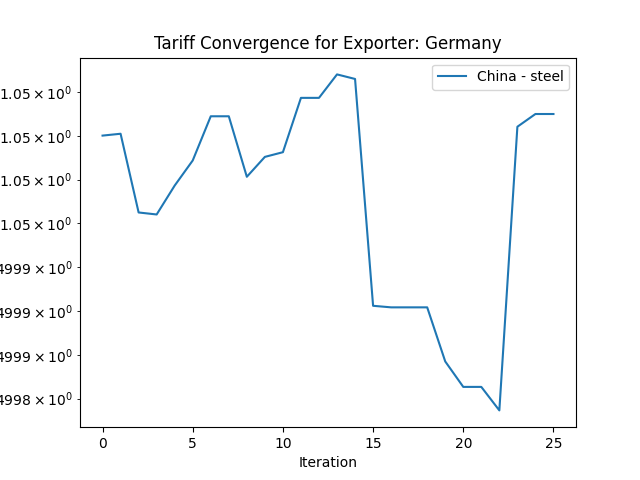 Tariff Convergence for Exporter: Germany
China - steel
1.05 × 10⁰
1.05 × 10⁰
1.05 × 10⁰
1.05 × 10⁰
4999 × 10⁰
4999 × 10⁰
4999 × 10⁰
4998 × 10⁰
0 5 10 15 20 25
Iteration